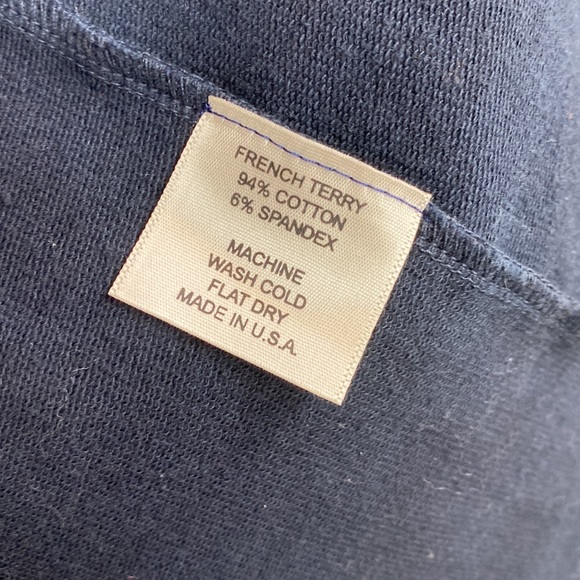 FRENCH TERRY
94% COTTON
6% SPANDEX
MACHINE
WASH COLD
FLAT DRY
MADE IN U.S.A.